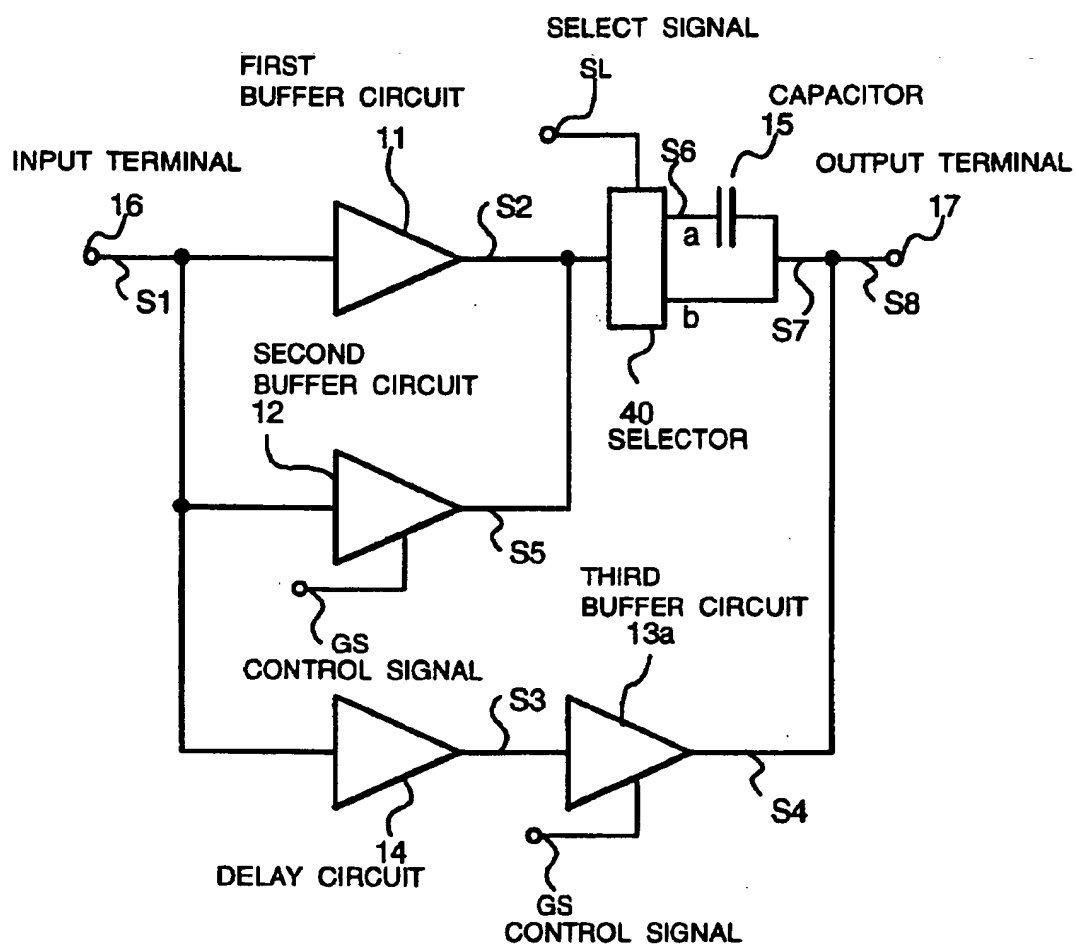 SELECT SIGNAL
SL
FIRST
BUFFER CIRCUIT
11
CAPACITOR
15
INPUT TERMINAL
16
S6
OUTPUT TERMINAL
17
S2
a
S1
b
S7
S8
SECOND
BUFFER CIRCUIT
12
40
SELECTOR
S5
THIRD
BUFFER CIRCUIT
13a
GS
CONTROL SIGNAL
S3
S4
14
DELAY CIRCUIT
GS
CONTROL SIGNAL